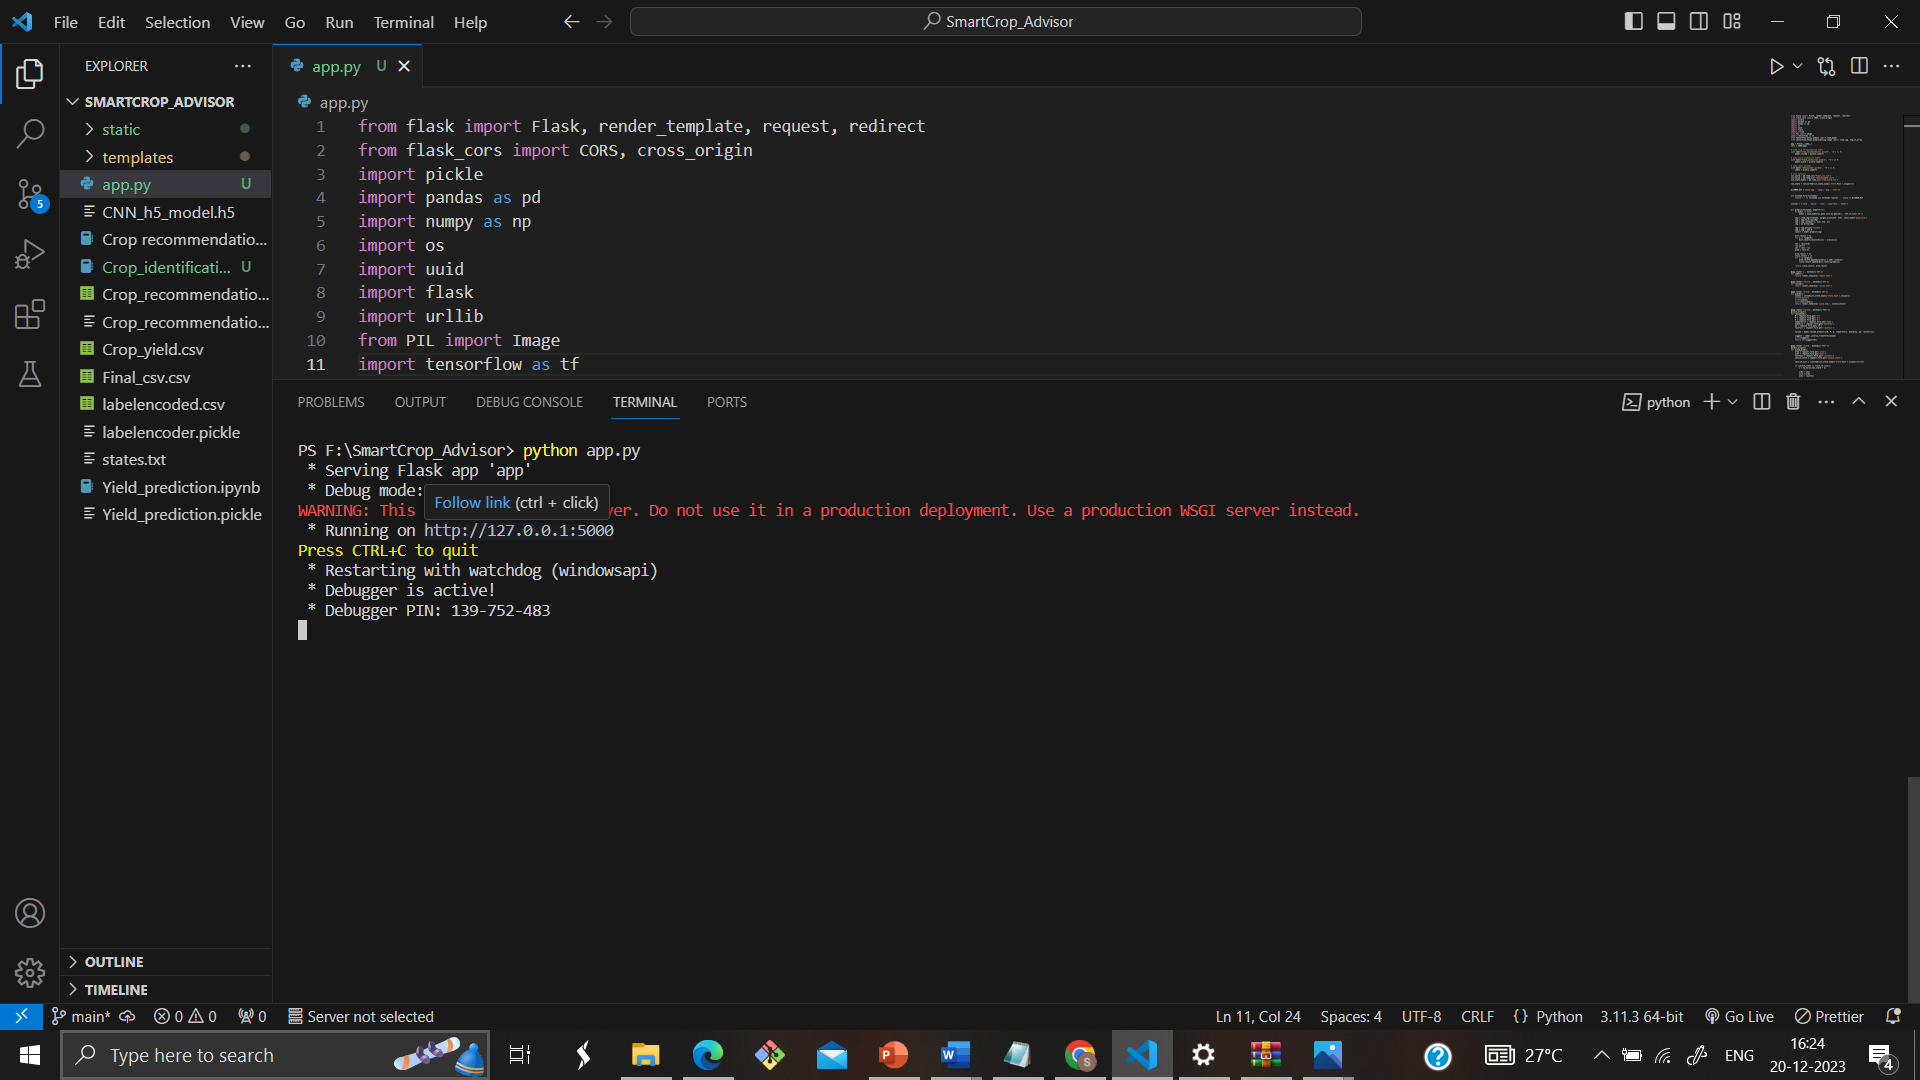 File Edit Selection View Go Run Terminal Help
SmartCrop_Advisor
EXPLORER
SMARTCROP_ADVISOR
static
templates
app.py U
CNN_h5_model.h5
Crop recommendatio...
Crop_identificati... U
Crop_recommendatio...
Crop_recommendatio...
Crop_yield.csv
Final_csv.csv
labelencoded.csv
labelencoder.pickle
states.txt
Yield_prediction.ipynb
Yield_prediction.pickle
OUTLINE
TIMELINE
5
app.py U
app.py
1 from flask import Flask, render_template, request, redirect
2 from flask_cors import CORS, cross_origin
3 import pickle
4 import pandas as pd
5 import numpy as np
6 import os
7 import uuid
8 import flask
9 import urllib
10 from PIL import Image
11 import tensorflow as tf
PROBLEMS OUTPUT DEBUG CONSOLE TERMINAL PORTS
python
PS F:\SmartCrop_Advisor> python app.py
* Serving Flask app 'app'
* Debug mode:
Follow link (ctrl + click)
WARNING: This ver. Do not use it in a production deployment. Use a production WSGI server instead.
* Running on http://127.0.0.1:5000
Press CTRL+C to quit
* Restarting with watchdog (windowsapi)
* Debugger is active!
* Debugger PIN: 139-752-483
main* 0 0 0 Server not selected
Ln 11, Col 24 Spaces: 4 UTF-8 CRLF {} Python 3.11.3 64-bit Go Live Prettier
Type here to search
27°C ENG
16:24
20-12-2023
4